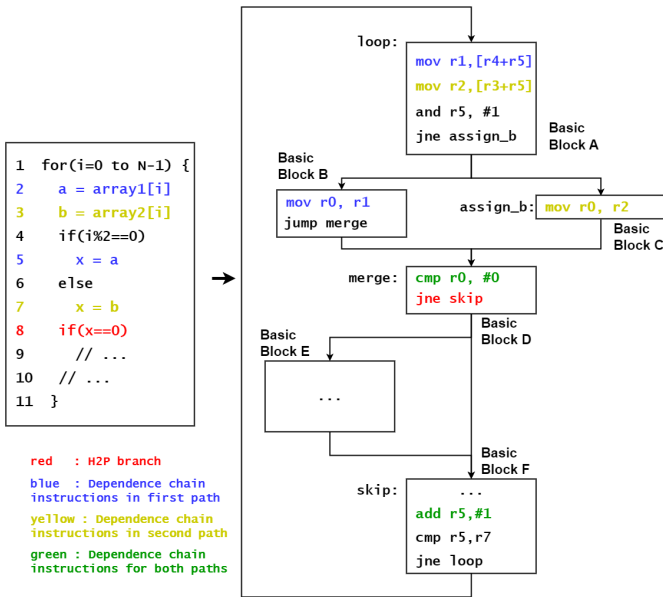 1 for(i=0 to N-1) {
2 a = array1[i]
3 b = array2[i]
4 if(i%2==0)
5 x = a
6 else
7 x = b
8 if(x==0)
9 // ...
10 // ...
11 }
red : H2P branch
blue : Dependence chain
instructions in first path
yellow : Dependence chain
instructions in second path
green : Dependence chain
instructions for both paths
loop:
mov r1,[r4+r5]
mov r2,[r3+r5]
and r5, #1
jne assign_b
Basic
Block A
Basic
Block B
mov r0, r1
jump merge
assign_b:
mov r0, r2
Basic
Block C
merge:
cmp r0, #0
jne skip
Basic
Block D
Basic
Block E
...
Basic
Block F
skip:
...
add r5,#1
cmp r5,r7
jne loop